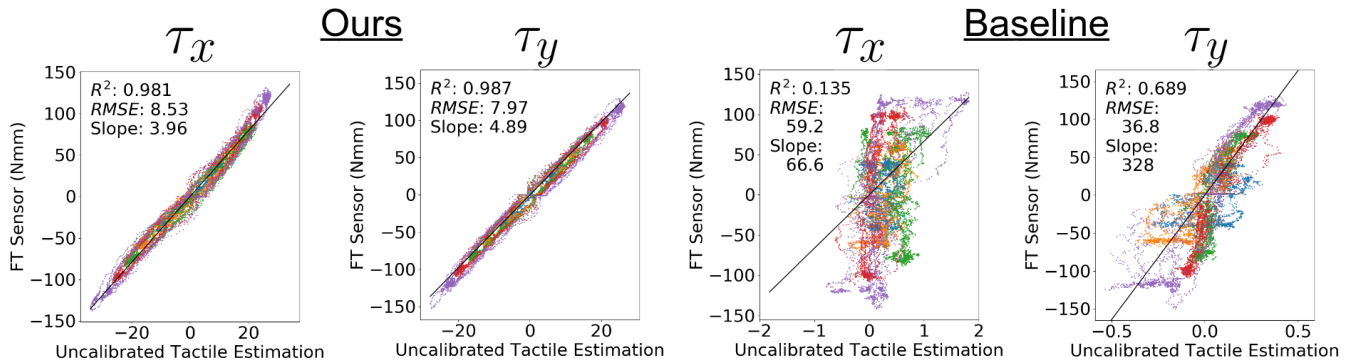 Ours
Baseline
τx
τy
τx
τy
R²: 0.981
RMSE: 8.53
Slope: 3.96
150
100
50
0
−50
−100
−150
FT Sensor (Nmm)
−20
0
20
Uncalibrated Tactile Estimation
R²: 0.987
RMSE: 7.97
Slope: 4.89
150
100
50
0
−50
−100
−150
FT Sensor (Nmm)
−20
0
20
Uncalibrated Tactile Estimation
R²: 0.135
RMSE:
59.2
Slope:
66.6
150
100
50
0
−50
−100
−150
FT Sensor (Nmm)
−2
−1
0
1
2
Uncalibrated Tactile Estimation
R²: 0.689
RMSE:
36.8
Slope:
328
150
100
50
0
−50
−100
−150
FT Sensor (Nmm)
−0.5
0.0
0.5
Uncalibrated Tactile Estimation